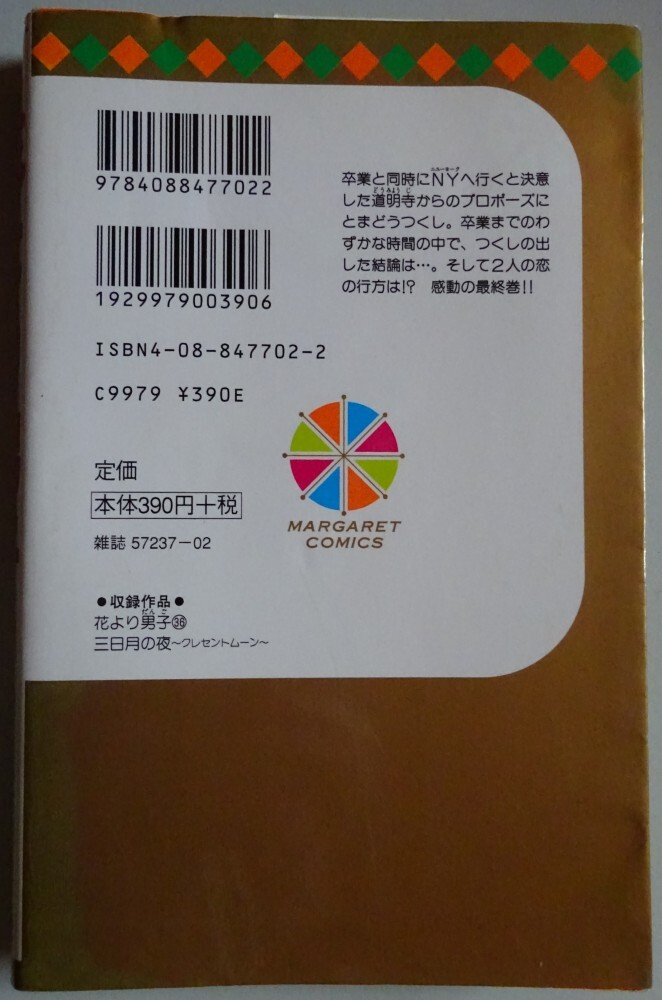 9784088477022
1929979003906
ISBN4-08-847702-2
C9979 ¥390E
定価
本体390円+税
雑誌 57237-02
●収録作品●
花より男子㊱
三日月の夜~クレセントムーン~
卒業と同時にNYへ行くと決意
した道明寺からのプロポーズに
とまどうつくし。卒業までのわ
ずかな時間の中で、つくしの出
した結論は…。そして2人の恋
の行方は!? 感動の最終巻!!
MARGARET
COMICS